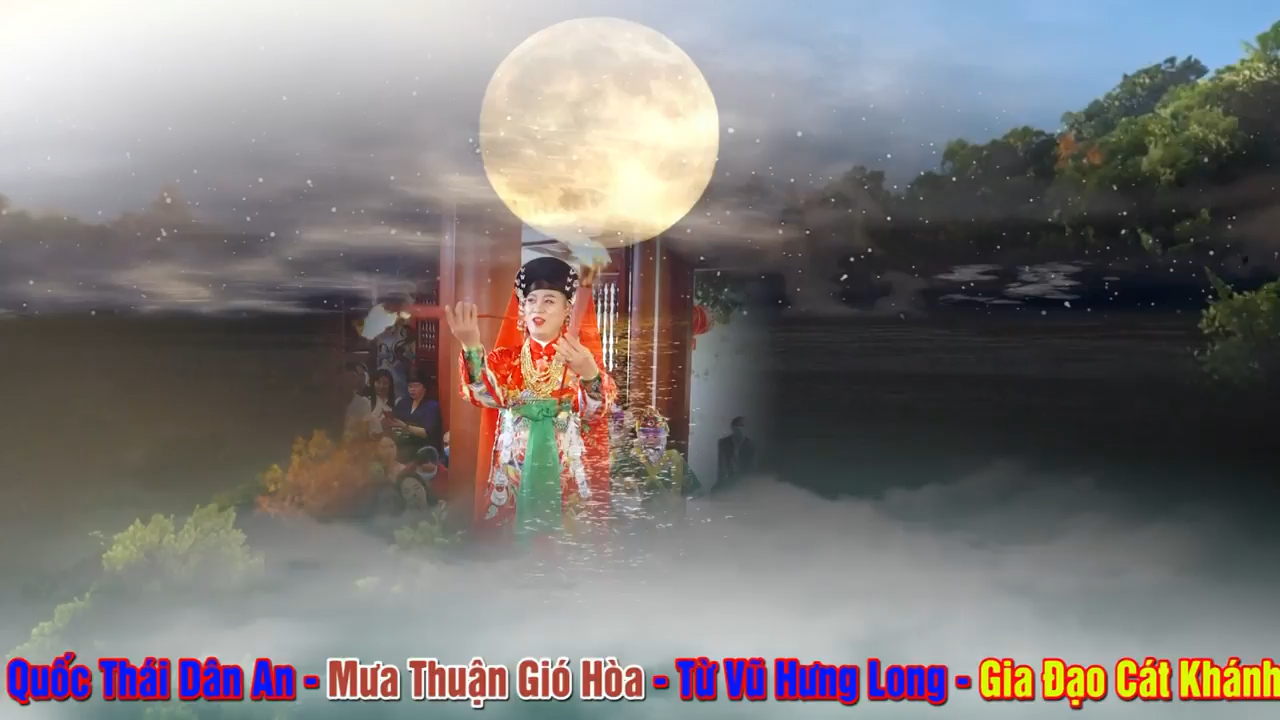 Quốc Thái Dân An - Mưa Thuận Gió Hòa - Từ Vũ Hưng Long - Gia Đạo Cát Khánh